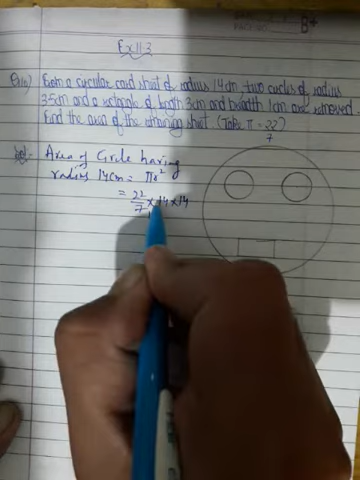 B+
Ex 11.3
Q10) From a circular card sheet of radius 14cm two circles of radius
3.5cm and a rectangle of length 3cm and breadth 1cm are removed.
Find the area of the remaining sheet (Take π = 22/7)
Sol:- Area of Circle having
radius 14cm = πr²
= 22/7 × 14 × 14